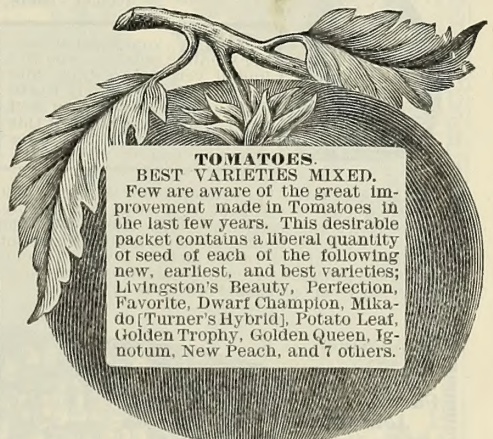 TOMATOES.
BEST VARIETIES MIXED.
Few are aware of the great im-
provement made in Tomatoes in
the last few years. This desirable
packet contains a liberal quantity
of seed of each of the following
new, earliest, and best varieties;
Livingston's Beauty, Perfection,
Favorite, Dwarf Champion, Mika-
do [Turner's Hybrid], Potato Leaf,
Golden Trophy, Golden Queen, Ig-
notum, New Peach, and 7 others.